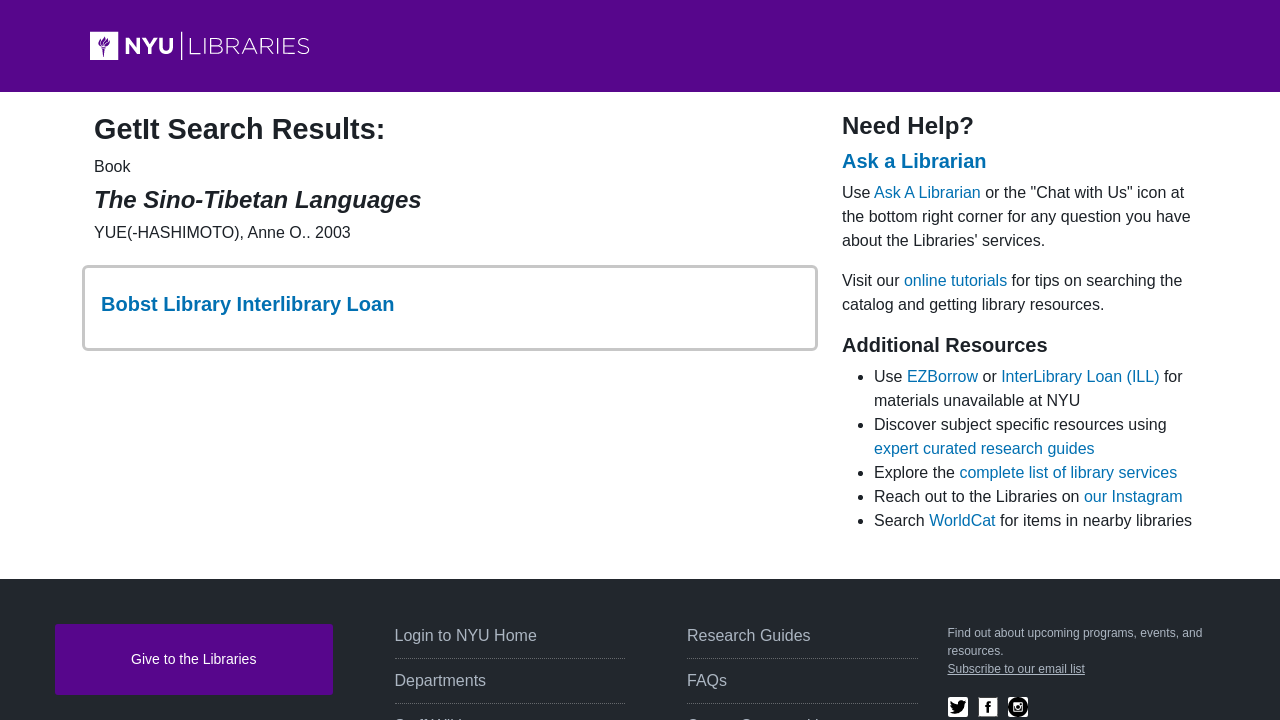 NYU LIBRARIES
GetIt Search Results:
Book
The Sino-Tibetan Languages
YUE(-HASHIMOTO), Anne O.. 2003
Bobst Library Interlibrary Loan
Need Help?
Ask a Librarian
Use Ask A Librarian or the "Chat with Us" icon at
the bottom right corner for any question you have
about the Libraries' services.
Visit our online tutorials for tips on searching the
catalog and getting library resources.
Additional Resources
Use EZBorrow or InterLibrary Loan (ILL) for
materials unavailable at NYU
Discover subject specific resources using
expert curated research guides
Explore the complete list of library services
Reach out to the Libraries on our Instagram
Search WorldCat for items in nearby libraries
Give to the Libraries
Login to NYU Home
Departments
Research Guides
FAQs
Find out about upcoming programs, events, and
resources.
Subscribe to our email list